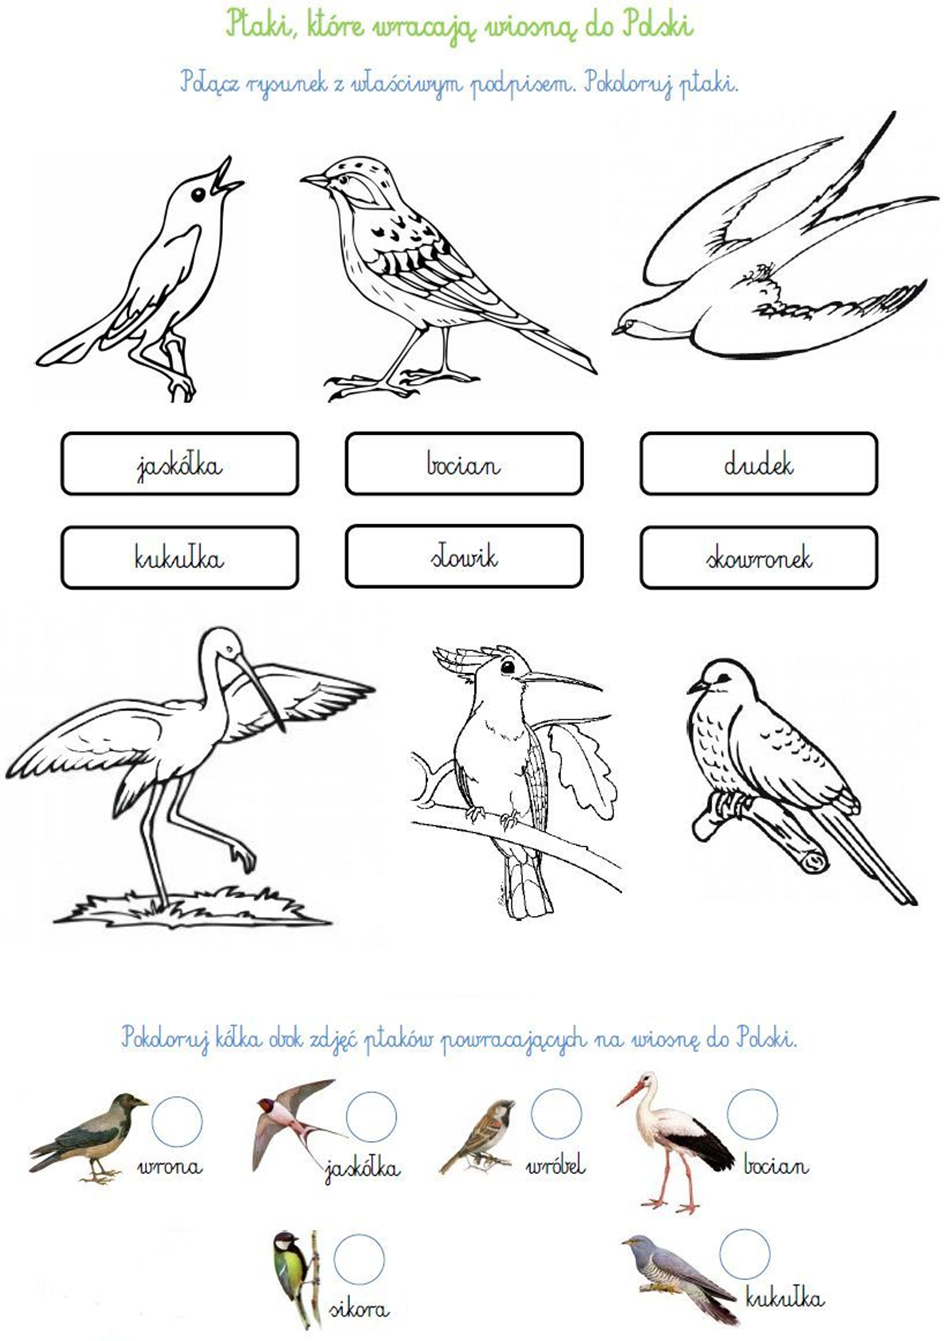 Ptaki, które wracają wiosną do Polski
Połącz rysunek z właściwym podpisem. Pokoloruj ptaki.
jaskółka
bocian
dudek
kukułka
słowik
skowronek
Pokoloruj kółka obok zdjęć ptaków powracających na wiosnę do Polski.
wrona
jaskółka
wróbel
bocian
sikora
kukułka